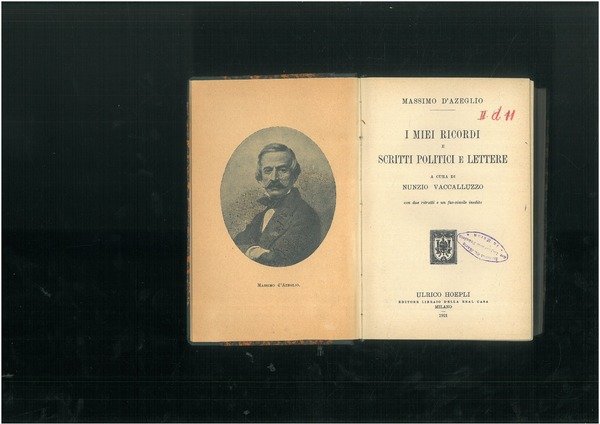 MASSIMO D'AZEGLIO.
MASSIMO D'AZEGLIO
II d 11
I MIEI RICORDI
E
SCRITTI POLITICI E LETTERE
A CURA DI
NUNZIO VACCALLUZZO
con due ritratti e un fac-simile inedito
ULRICO HOEPLI
EDITORE LIBRAIO DELLA REAL CASA
MILANO
1921